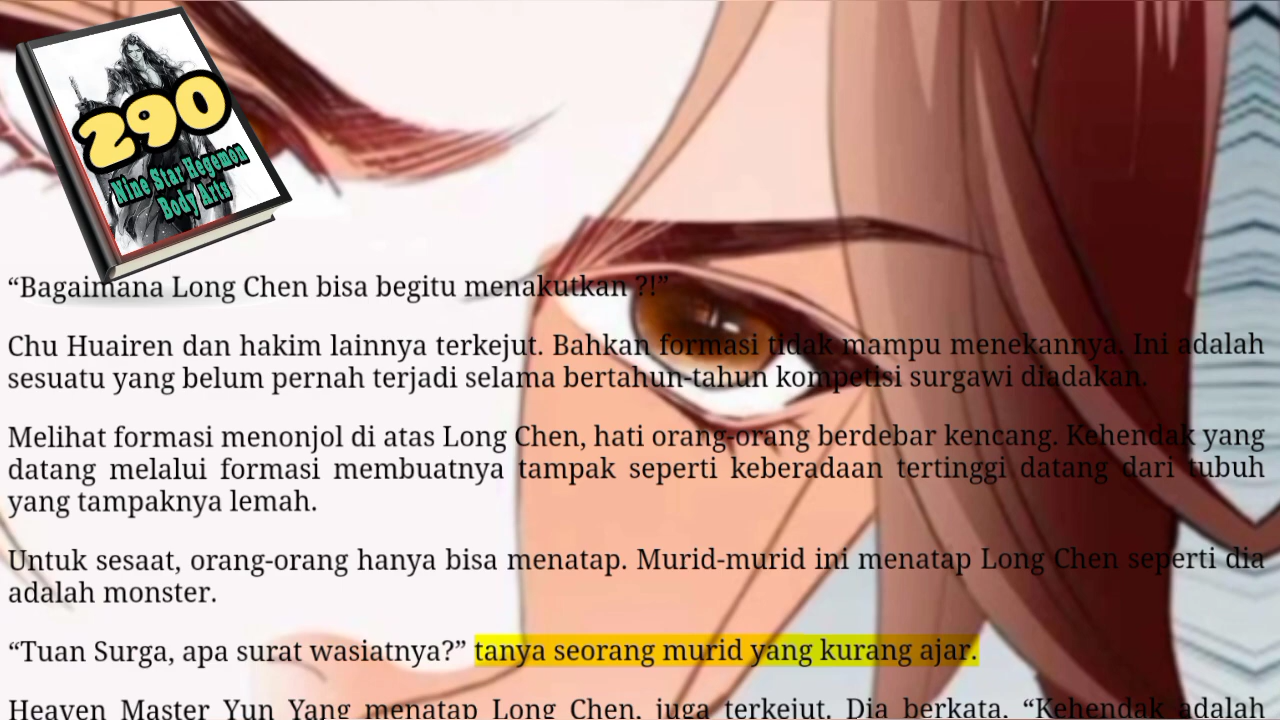 290
Nine Star Hegemon
Body Arts
“Bagaimana Long Chen bisa begitu menakutkan ?!”
Chu Huairen dan hakim lainnya terkejut. Bahkan formasi tidak mampu menekannya. Ini adalah
sesuatu yang belum pernah terjadi selama bertahun-tahun kompetisi surgawi diadakan.
Melihat formasi menonjol di atas Long Chen, hati orang-orang berdebar kencang. Kehendak yang
datang melalui formasi membuatnya tampak seperti keberadaan tertinggi datang dari tubuh
yang tampaknya lemah.
Untuk sesaat, orang-orang hanya bisa menatap. Murid-murid ini menatap Long Chen seperti dia
adalah monster.
“Tuan Surga, apa surat wasiatnya?” tanya seorang murid yang kurang ajar.
Heaven Master Yun Yang menatap Long Chen, juga terkejut. Dia berkata, “Kehendak adalah